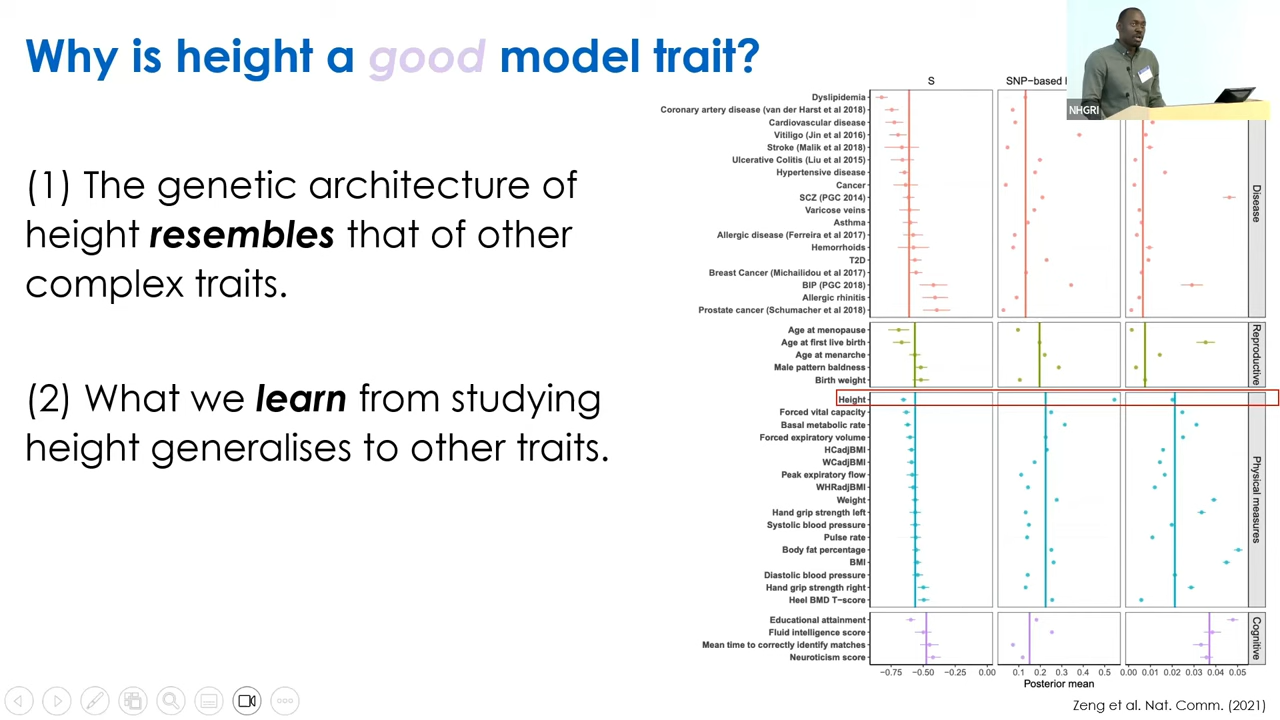 Why is height a good model trait?
(1) The genetic architecture of
height resembles that of other
complex traits.
(2) What we learn from studying
height generalises to other traits.
NHGRI
S
SNP-based
Dyslipidemia
Coronary artery disease (van der Harst et al 2018)
Cardiovascular disease
Vitiligo (Jin et al 2016)
Stroke (Malik et al 2018)
Ulcerative Colitis (Liu et al 2015)
Hypertensive disease
Cancer
SCZ (PGC 2014)
Varicose veins
Asthma
Allergic disease (Ferreira et al 2017)
Hemorrhoids
T2D
Breast Cancer (Michailidou et al 2017)
BIP (PGC 2018)
Allergic rhinitis
Prostate cancer (Schumacher et al 2018)
Disease
Age at menopause
Age at first live birth
Age at menarche
Male pattern baldness
Birth weight
Reproductive
Height
Forced vital capacity
Basal metabolic rate
Forced expiratory volume
HCadjBMI
WCadjBMI
Peak expiratory flow
WHRadjBMI
Weight
Hand grip strength left
Systolic blood pressure
Pulse rate
Body fat percentage
BMI
Diastolic blood pressure
Hand grip strength right
Heel BMD T−score
Physical measures
Educational attainment
Fluid intelligence score
Mean time to correctly identify matches
Neuroticism score
Cognitive
−0.75 −0.50 −0.25 0.00 0.1 0.2 0.3 0.4 0.5 0.00 0.01 0.02 0.03 0.04 0.05
Posterior mean
Zeng et al. Nat. Comm. (2021)